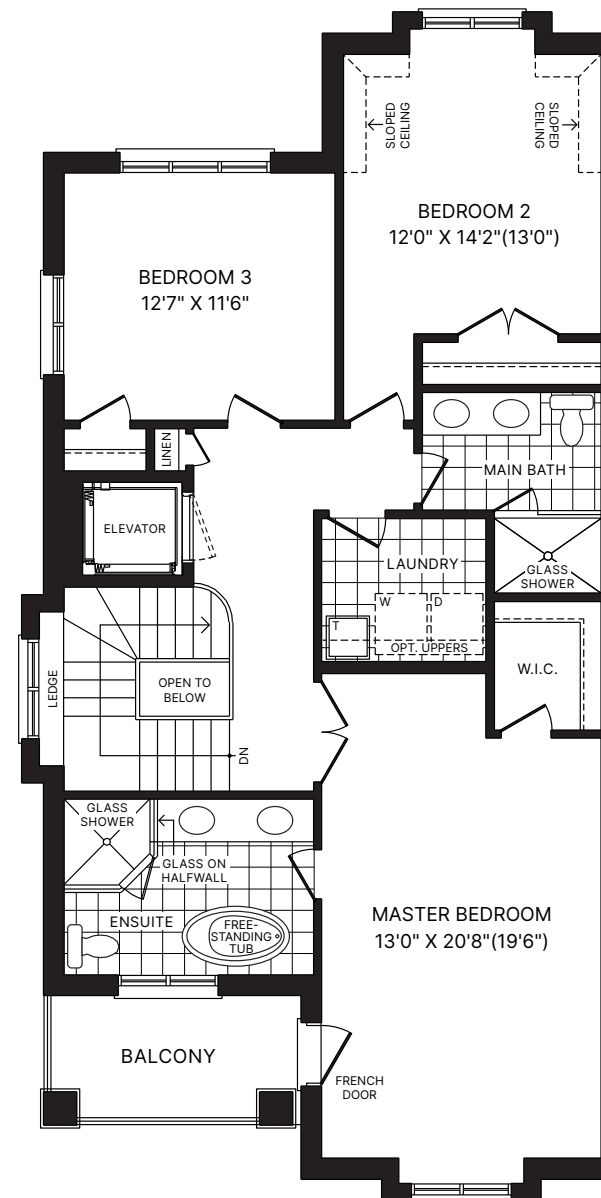 SLOPED
CEILING
SLOPED
CEILING
BEDROOM 2
12'0" X 14'2"(13'0")
BEDROOM 3
12'7" X 11'6"
LINEN
MAIN BATH
ELEVATOR
LAUNDRY
GLASS
SHOWER
W
D
T
OPT. UPPERS
W.I.C.
LEDGE
OPEN TO
BELOW
DN
GLASS
SHOWER
GLASS ON
HALFWALL
ENSUITE
FREE-
STANDING
TUB
MASTER BEDROOM
13'0" X 20'8"(19'6")
BALCONY
FRENCH
DOOR